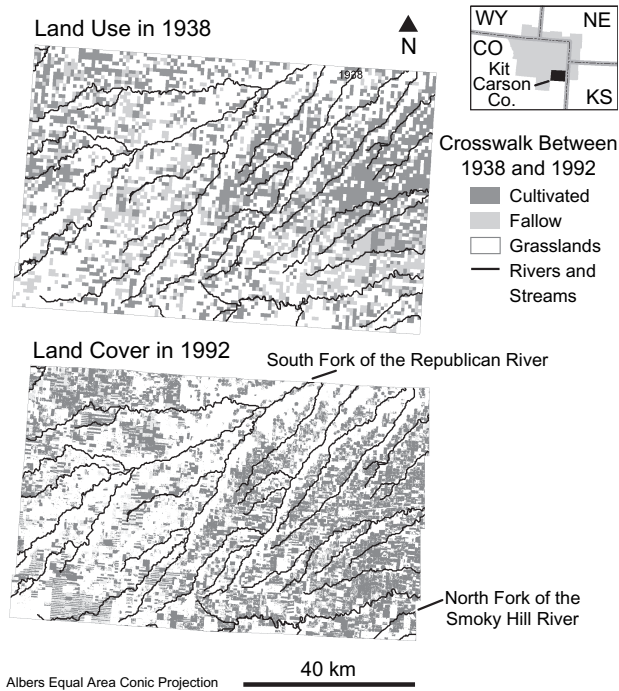 Land Use in 1938
N
1938
WY
NE
CO
Kit
Carson
Co.
KS
Crosswalk Between
1938 and 1992
Cultivated
Fallow
Grasslands
Rivers and
Streams
Land Cover in 1992
South Fork of the Republican River
North Fork of the
Smoky Hill River
40 km
Albers Equal Area Conic Projection